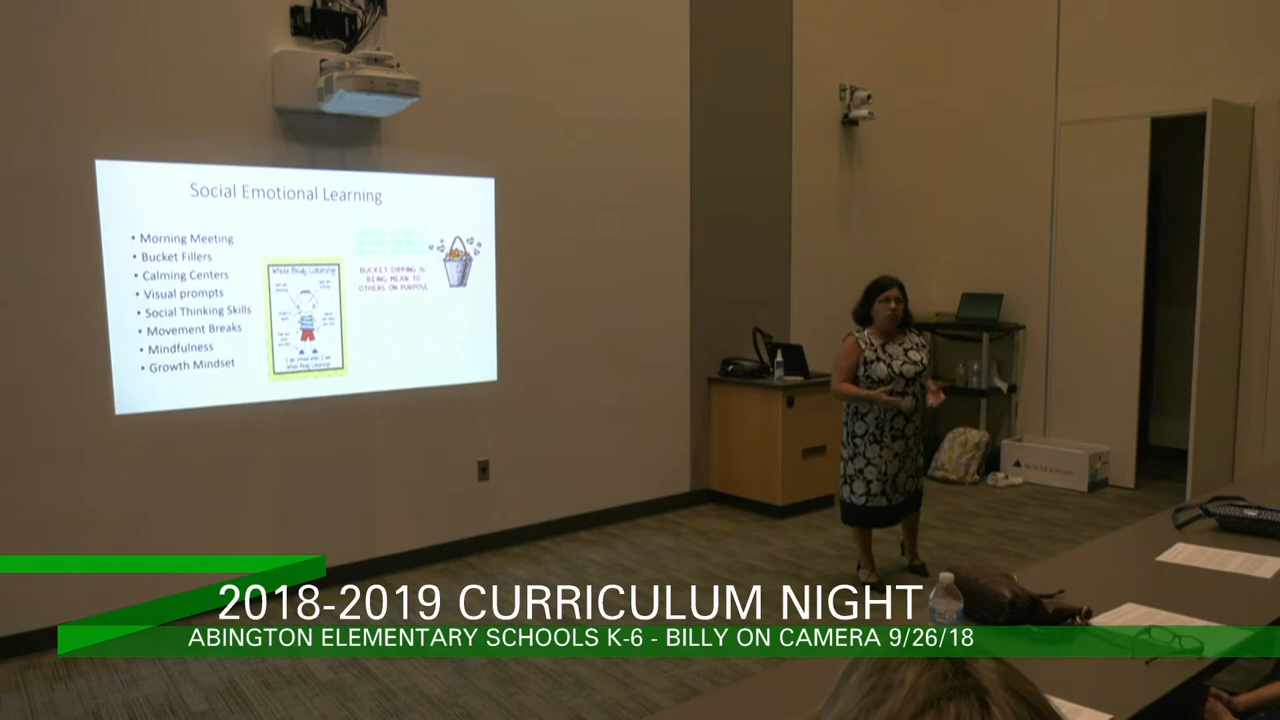 Social Emotional Learning
• Morning Meeting
• Bucket Fillers
• Calming Centers
• Visual prompts
• Social Thinking Skills
• Movement Breaks
• Mindfulness
• Growth Mindset
Whole Body Listening
BUCKET DIPPING IS
BEING MEAN TO
OTHERS ON PURPOSE
2018-2019 CURRICULUM NIGHT
ABINGTON ELEMENTARY SCHOOLS K-6 - BILLY ON CAMERA 9/26/18